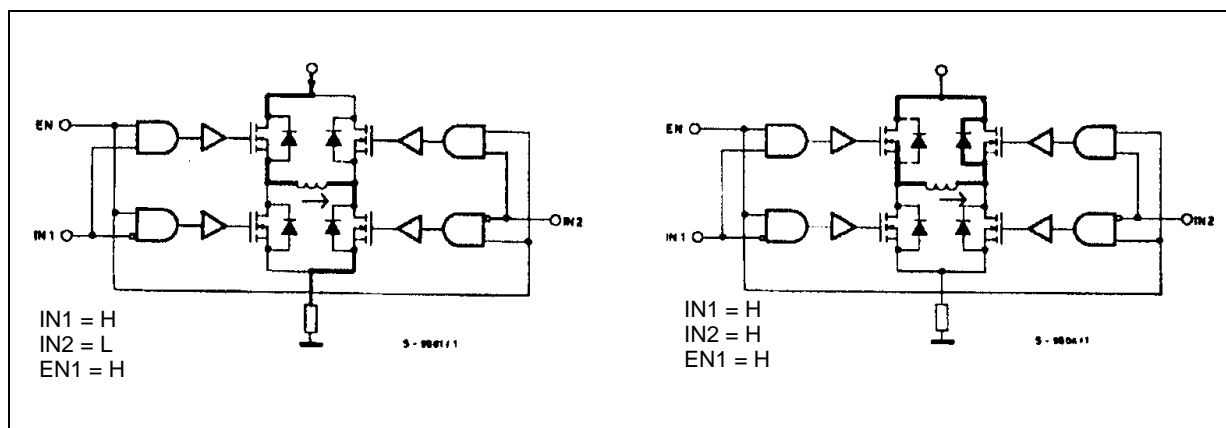 EN
IN1
IN2
IN1 = H
IN2 = L
EN1 = H
EN
IN1
IN2
IN1 = H
IN2 = H
EN1 = H